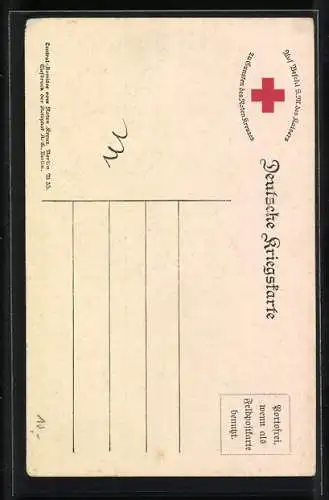 Auf Befehl S.M. des Kaisers
zu Gunsten des Roten Kreuzes
Deutsche Kriegskarte
Portofrei,
wenn als
Feldpostkarte
benutzt.
Central-Komitee vom Roten Kreuz, Berlin
10.-